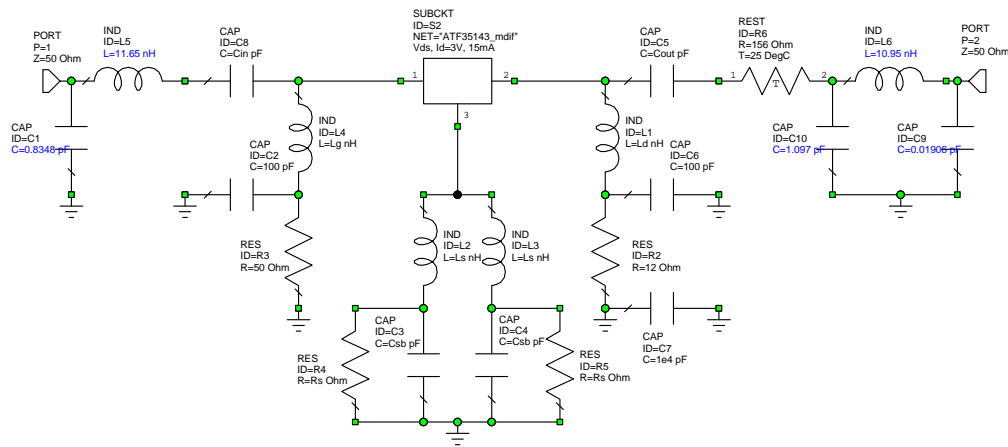 PORT
P=1
Z=50 Ohm
IND
ID=L5
L=11.65 nH
CAP
ID=C8
C=Cin pF
SUBCKT
ID=S2
NET="ATF35143_mdif"
Vds, Id=3V, 15mA
1
2
3
CAP
ID=C5
C=Cout pF
REST
ID=R6
R=156 Ohm
T=25 DegC
1
2
T
IND
ID=L6
L=10.95 nH
PORT
P=2
Z=50 Ohm
CAP
ID=C1
C=0.8348 pF
IND
ID=L4
L=Lg nH
CAP
ID=C2
C=100 pF
IND
ID=L1
L=Ld nH
CAP
ID=C6
C=100 pF
CAP
ID=C10
C=1.097 pF
CAP
ID=C9
C=0.01906 pF
RES
ID=R3
R=50 Ohm
IND
ID=L2
L=Ls nH
IND
ID=L3
L=Ls nH
RES
ID=R2
R=12 Ohm
CAP
ID=C3
C=Csb pF
CAP
ID=C4
C=Csb pF
CAP
ID=C7
C=1e4 pF
RES
ID=R4
R=Rs Ohm
RES
ID=R5
R=Rs Ohm